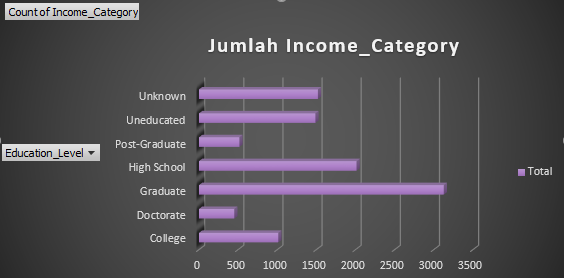 Count of Income_Category
Jumlah Income_Category
Unknown
Uneducated
Post-Graduate
High School
Graduate
Doctorate
College
Education_Level
Total
0 500 1000 1500 2000 2500 3000 3500